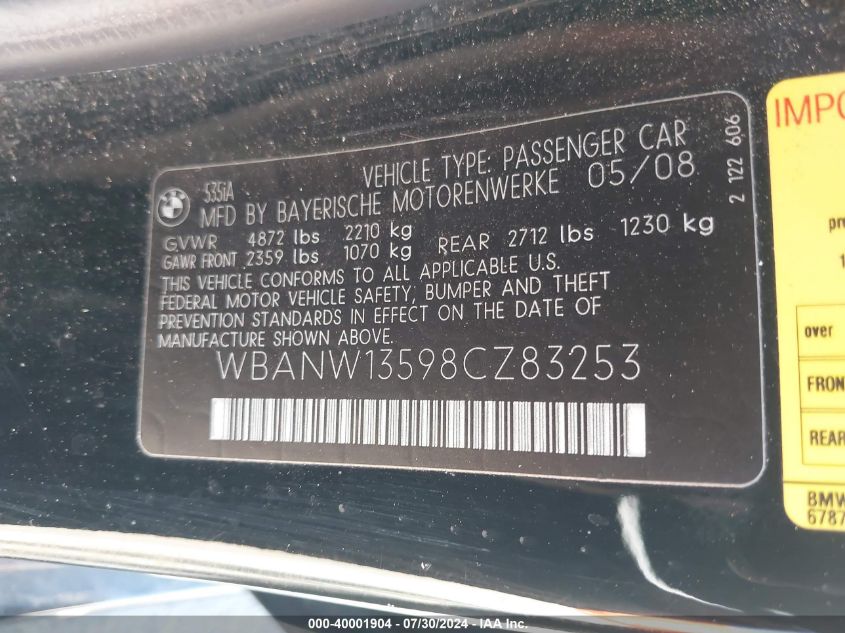 BMW
535iA
VEHICLE TYPE: PASSENGER CAR
MFD BY BAYERISCHE MOTORENWERKE 05/08
GVWR 4872 lbs 2210 kg
GAWR FRONT 2359 lbs 1070 kg REAR 2712 lbs 1230 kg
THIS VEHICLE CONFORMS TO ALL APPLICABLE U.S.
FEDERAL MOTOR VEHICLE SAFETY, BUMPER AND THEFT
PREVENTION STANDARDS IN EFFECT ON THE DATE OF
MANUFACTURE SHOWN ABOVE.
WBANW13598CZ83253
2 122 606
over
FRON
REAR
BMW
6787
000-40001904 - 07/30/2024 - IAA, Inc.